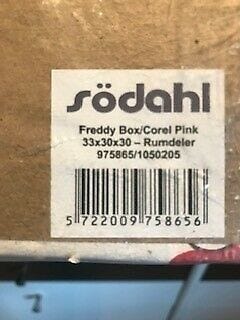 södahl
Freddy Box/Corel Pink
33x30x30 – Rumdeler
975865/1050205
5 722009 758656